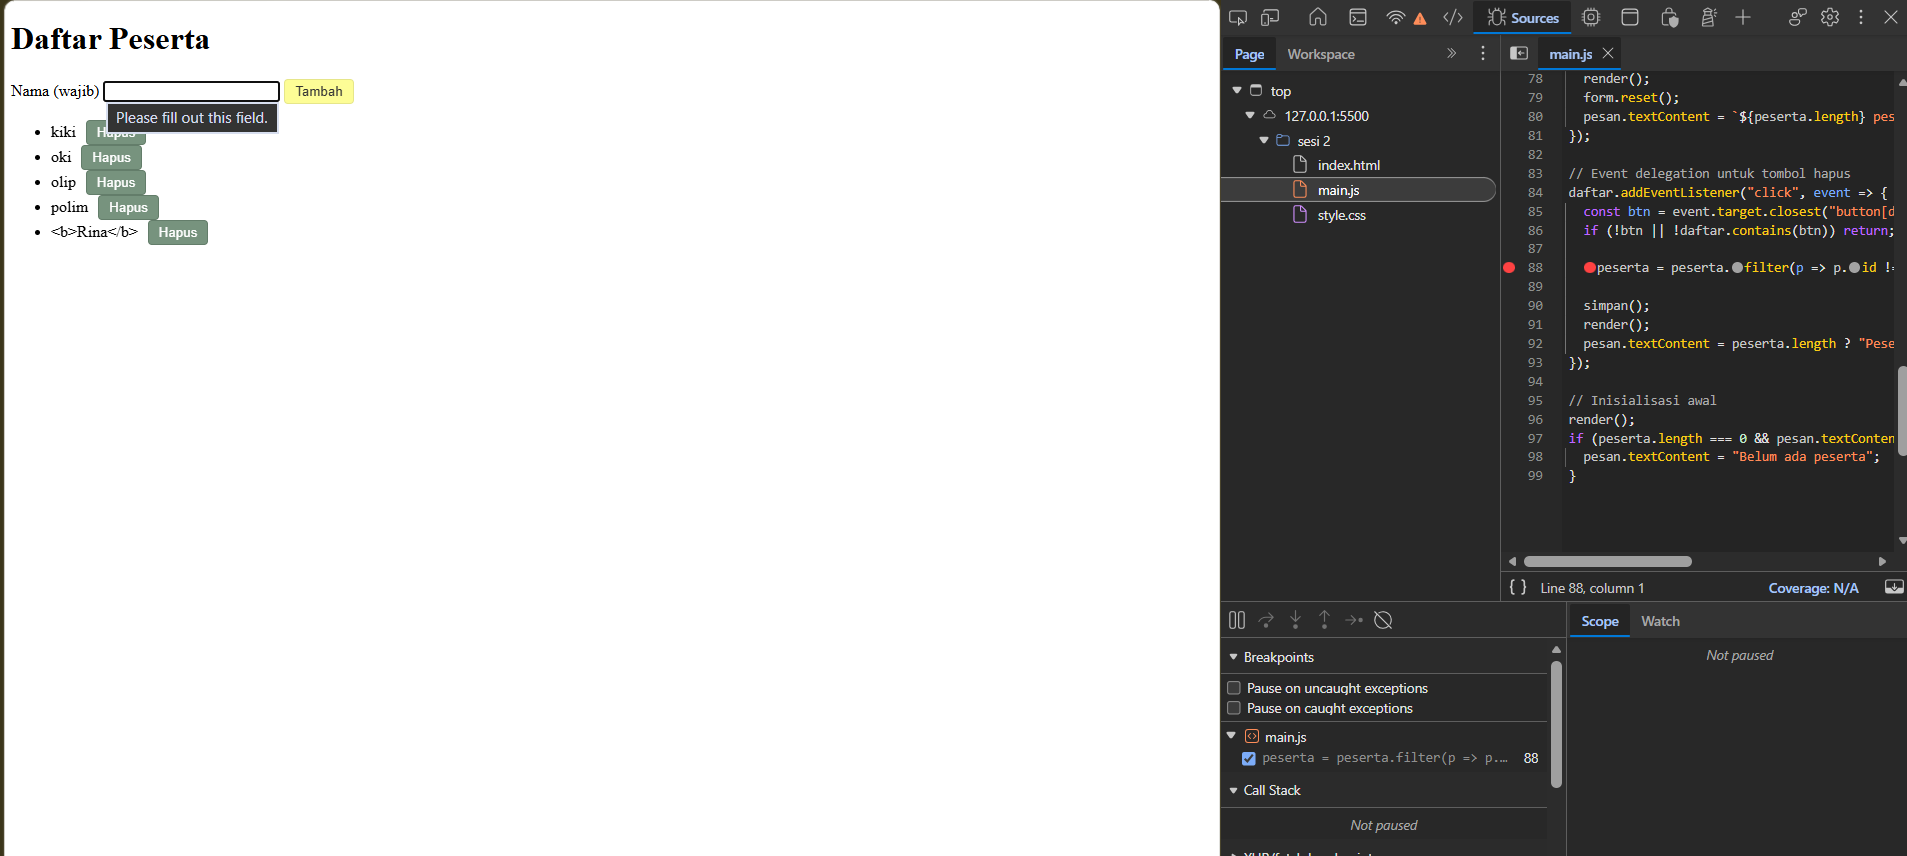 Daftar Peserta
Nama (wajib)
Tambah
Please fill out this field.
kiki
oki Hapus
olip Hapus
polim Hapus
<b>Rina</b> Hapus
Sources
Page Workspace
top
127.0.0.1:5500
sesi 2
index.html
main.js
style.css
main.js
78 render();
79 form.reset();
80 pesan.textContent = `${peserta.length} pes
81 });
82
83 // Event delegation untuk tombol hapus
84 daftar.addEventListener("click", event => {
85 const btn = event.target.closest("button[d
86 if (!btn || !daftar.contains(btn)) return;
87
88 peserta = peserta.filter(p => p.id !=
89
90 simpan();
91 render();
92 pesan.textContent = peserta.length ? "Pese
93 });
94
95 // Inisialisasi awal
96 render();
97 if (peserta.length === 0 && pesan.textConten
98 pesan.textContent = "Belum ada peserta";
99 }
{ } Line 88, column 1 Coverage: N/A
Breakpoints
Pause on uncaught exceptions
Pause on caught exceptions
main.js
peserta = peserta.filter(p => p.... 88
Call Stack
Not paused
Scope Watch
Not paused